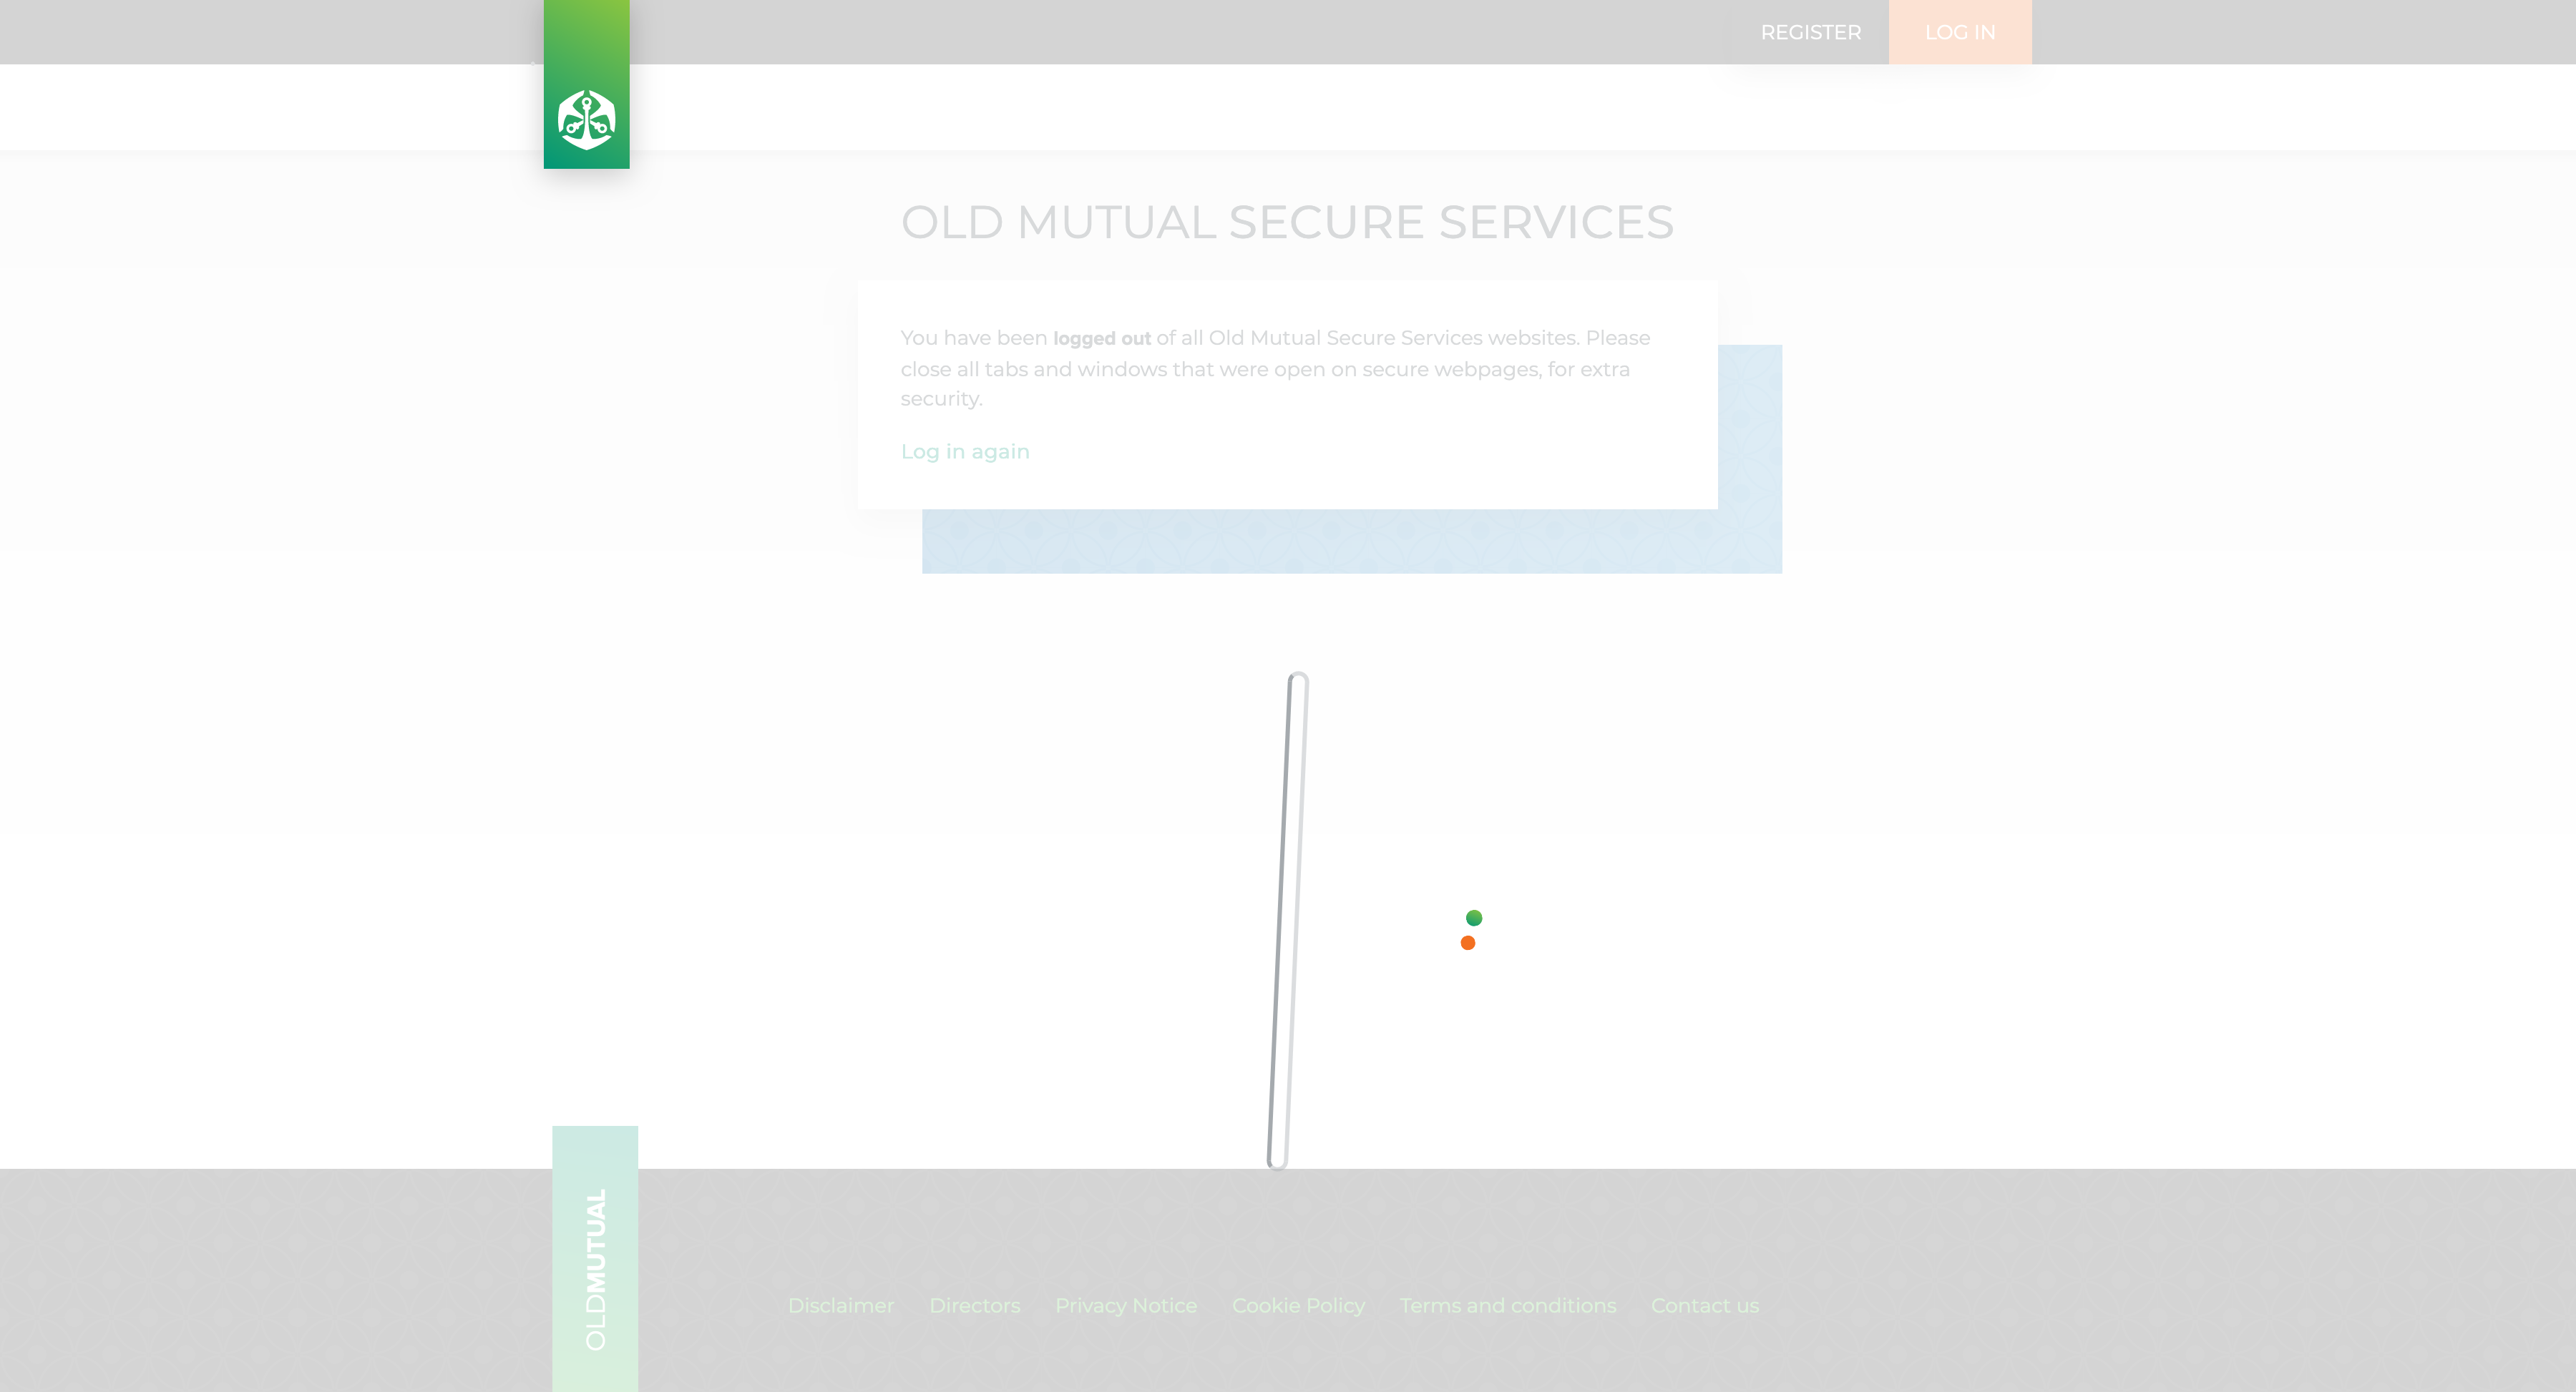 REGISTER
LOG IN
OLD MUTUAL SECURE SERVICES
You have been logged out of all Old Mutual Secure Services websites. Please
close all tabs and windows that were open on secure webpages, for extra
security.
Log in again
OLDMUTUAL
Disclaimer
Directors
Privacy Notice
Cookie Policy
Terms and conditions
Contact us